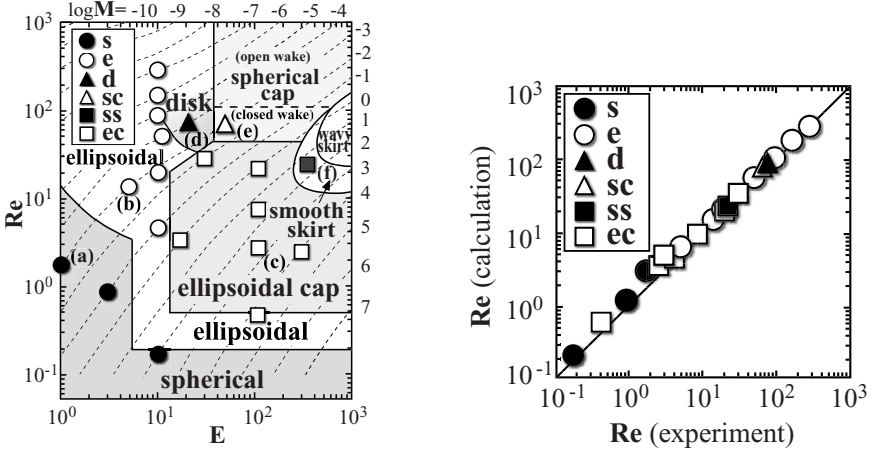 logM= -10 -9 -8 -7 -6 -5 -4
10³
10²
10¹
10⁰
10⁻¹
Re
s
e
d
sc
ss
ec
(open wake)
spherical
cap
disk
(closed wake)
(d)
(e)
ellipsoidal
wavy
skirt
(f)
(b)
smooth
skirt
(a)
(c)
ellipsoidal cap
ellipsoidal
spherical
-3
-2
-1
0
1
2
3
4
5
6
7
10⁰ 10¹ 10² 10³
E
10³
10²
10¹
10⁰
10⁻¹
Re (calculation)
s
e
d
sc
ss
ec
10⁻¹ 10⁰ 10¹ 10² 10³
Re (experiment)